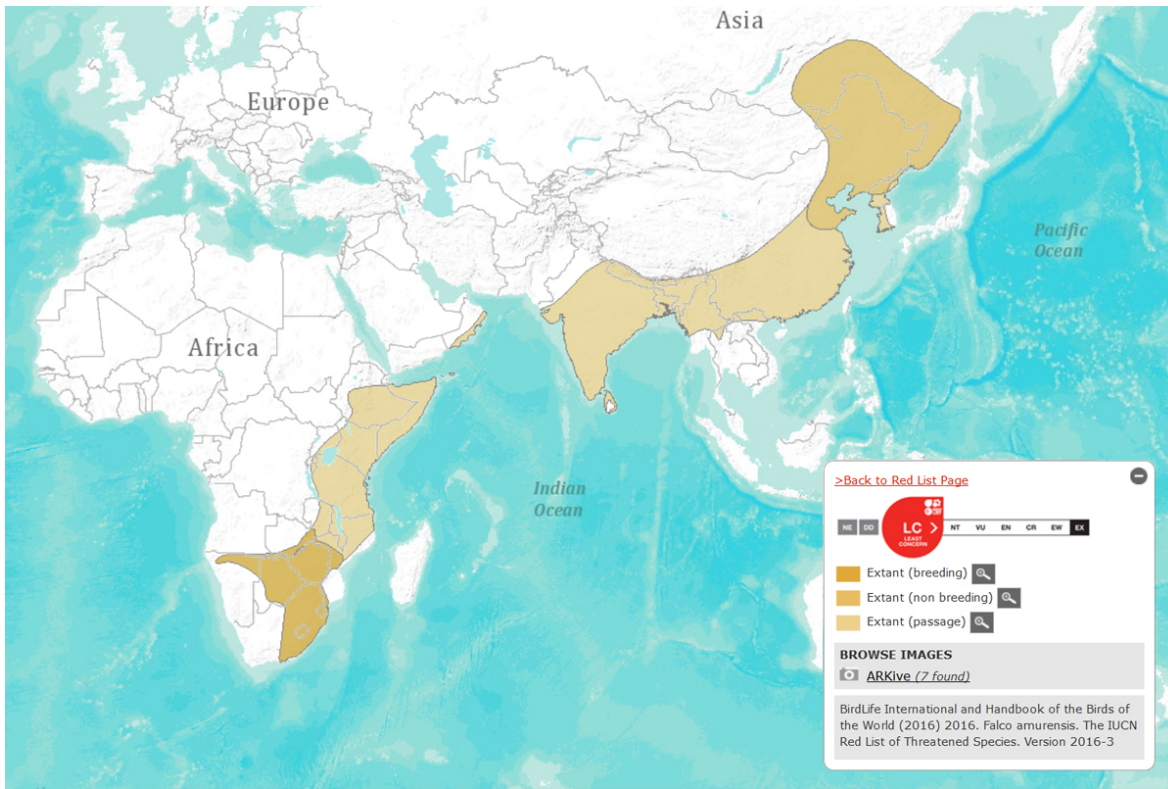 Asia
Europe
Pacific
Ocean
Africa
Indian
Ocean
>Back to Red List Page
NE DD LC > NT VU EN CR EW EX
LEAST
CONCERN
Extant (breeding)
Extant (non breeding)
Extant (passage)
BROWSE IMAGES
ARKive (7 found)
BirdLife International and Handbook of the Birds of
the World (2016) 2016. Falco amurensis. The IUCN
Red List of Threatened Species. Version 2016-3